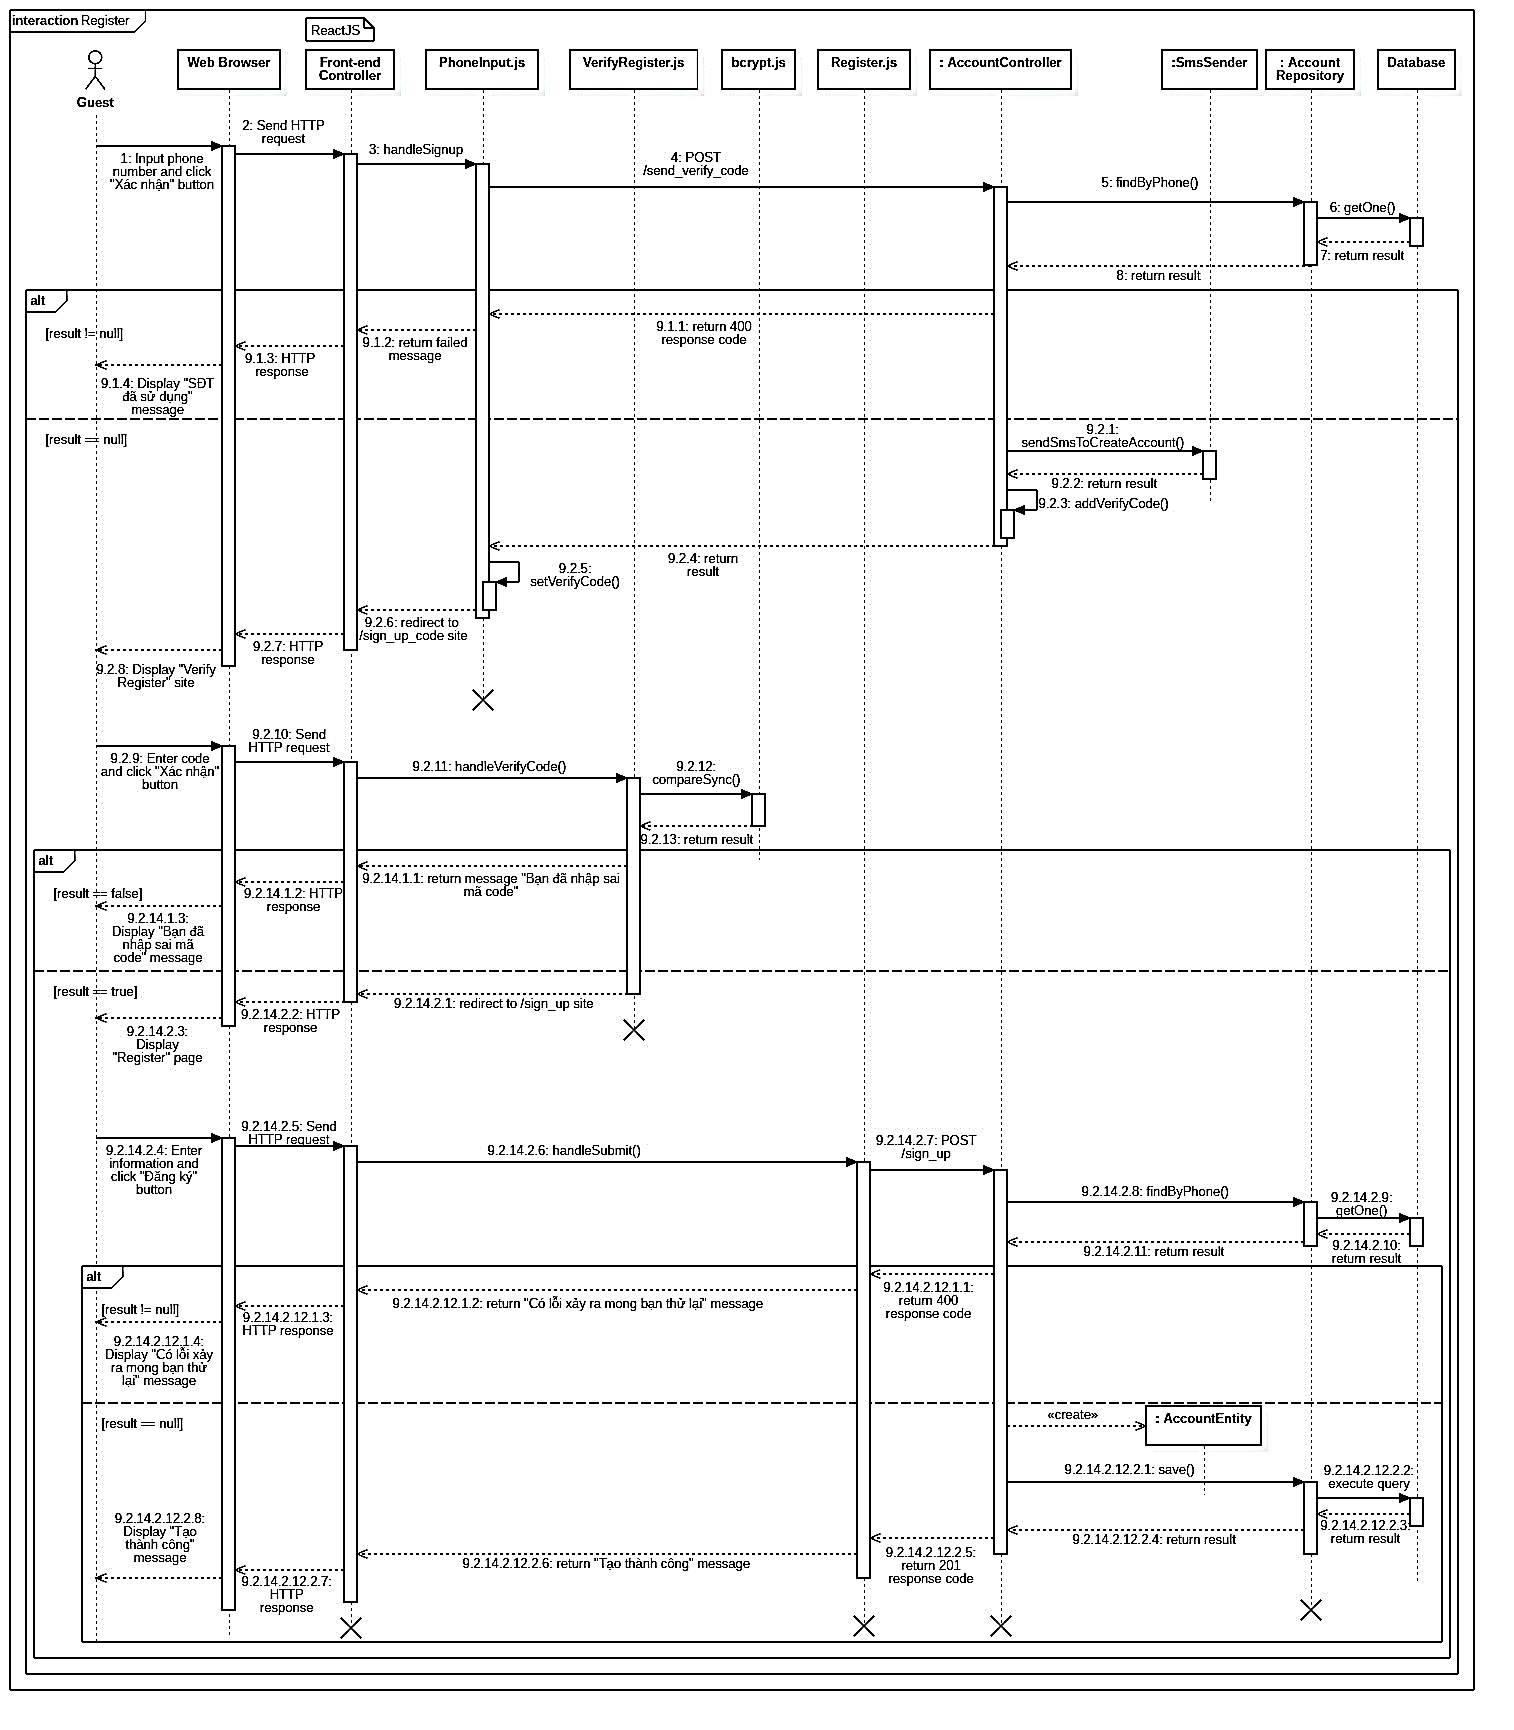 interaction Register
ReactJS
Web Browser
Front-end
Controller
PhoneInput.js
VerifyRegister.js
bcrypt.js
Register.js
: AccountController
:SmsSender
: Account
Repository
Database
Guest
2: Send HTTP
request
1: Input phone
number and click
"Xác nhận" button
3: handleSignup
4: POST
/send_verify_code
5: findByPhone()
6: getOne()
7: return result
8: return result
alt
[result != null]
9.1.1: return 400
response code
9.1.2: return failed
message
9.1.3: HTTP
response
9.1.4: Display "SĐT
đã sử dụng"
message
[result == null]
9.2.1:
sendSmsToCreateAccount()
9.2.2: return result
9.2.3: addVerifyCode()
9.2.4: return
result
9.2.5:
setVerifyCode()
9.2.6: redirect to
/sign_up_code site
9.2.7: HTTP
response
9.2.8: Display "Verify
Register" site
9.2.10: Send
HTTP request
9.2.9: Enter code
and click "Xác nhận"
button
9.2.11: handleVerifyCode()
9.2.12:
compareSync()
9.2.13: return result
alt
[result == false]
9.2.14.1.1: return message "Bạn đã nhập sai
mã code"
9.2.14.1.2: HTTP
response
9.2.14.1.3:
Display "Bạn đã
nhập sai mã
code" message
[result == true]
9.2.14.2.1: redirect to /sign_up site
9.2.14.2.2: HTTP
response
9.2.14.2.3:
Display
"Register" page
9.2.14.2.5: Send
HTTP request
9.2.14.2.4: Enter
information and
click "Đăng ký"
button
9.2.14.2.6: handleSubmit()
9.2.14.2.7: POST
/sign_up
9.2.14.2.8: findByPhone()
9.2.14.2.9:
getOne()
9.2.14.2.10:
return result
9.2.14.2.11: return result
alt
[result != null]
9.2.14.2.12.1.1:
return 400
response code
9.2.14.2.12.1.2: return "Có lỗi xảy ra mong bạn thử lại" message
9.2.14.2.12.1.3:
HTTP response
9.2.14.2.12.1.4:
Display "Có lỗi xảy
ra mong bạn thử
lại" message
[result == null]
«create»
: AccountEntity
9.2.14.2.12.2.1: save()
9.2.14.2.12.2.2:
execute query
9.2.14.2.12.2.3:
return result
9.2.14.2.12.2.4: return result
9.2.14.2.12.2.5:
return 201
response code
9.2.14.2.12.2.6: return "Tạo thành công" message
9.2.14.2.12.2.7:
HTTP
response
9.2.14.2.12.2.8:
Display "Tạo
thành công"
message